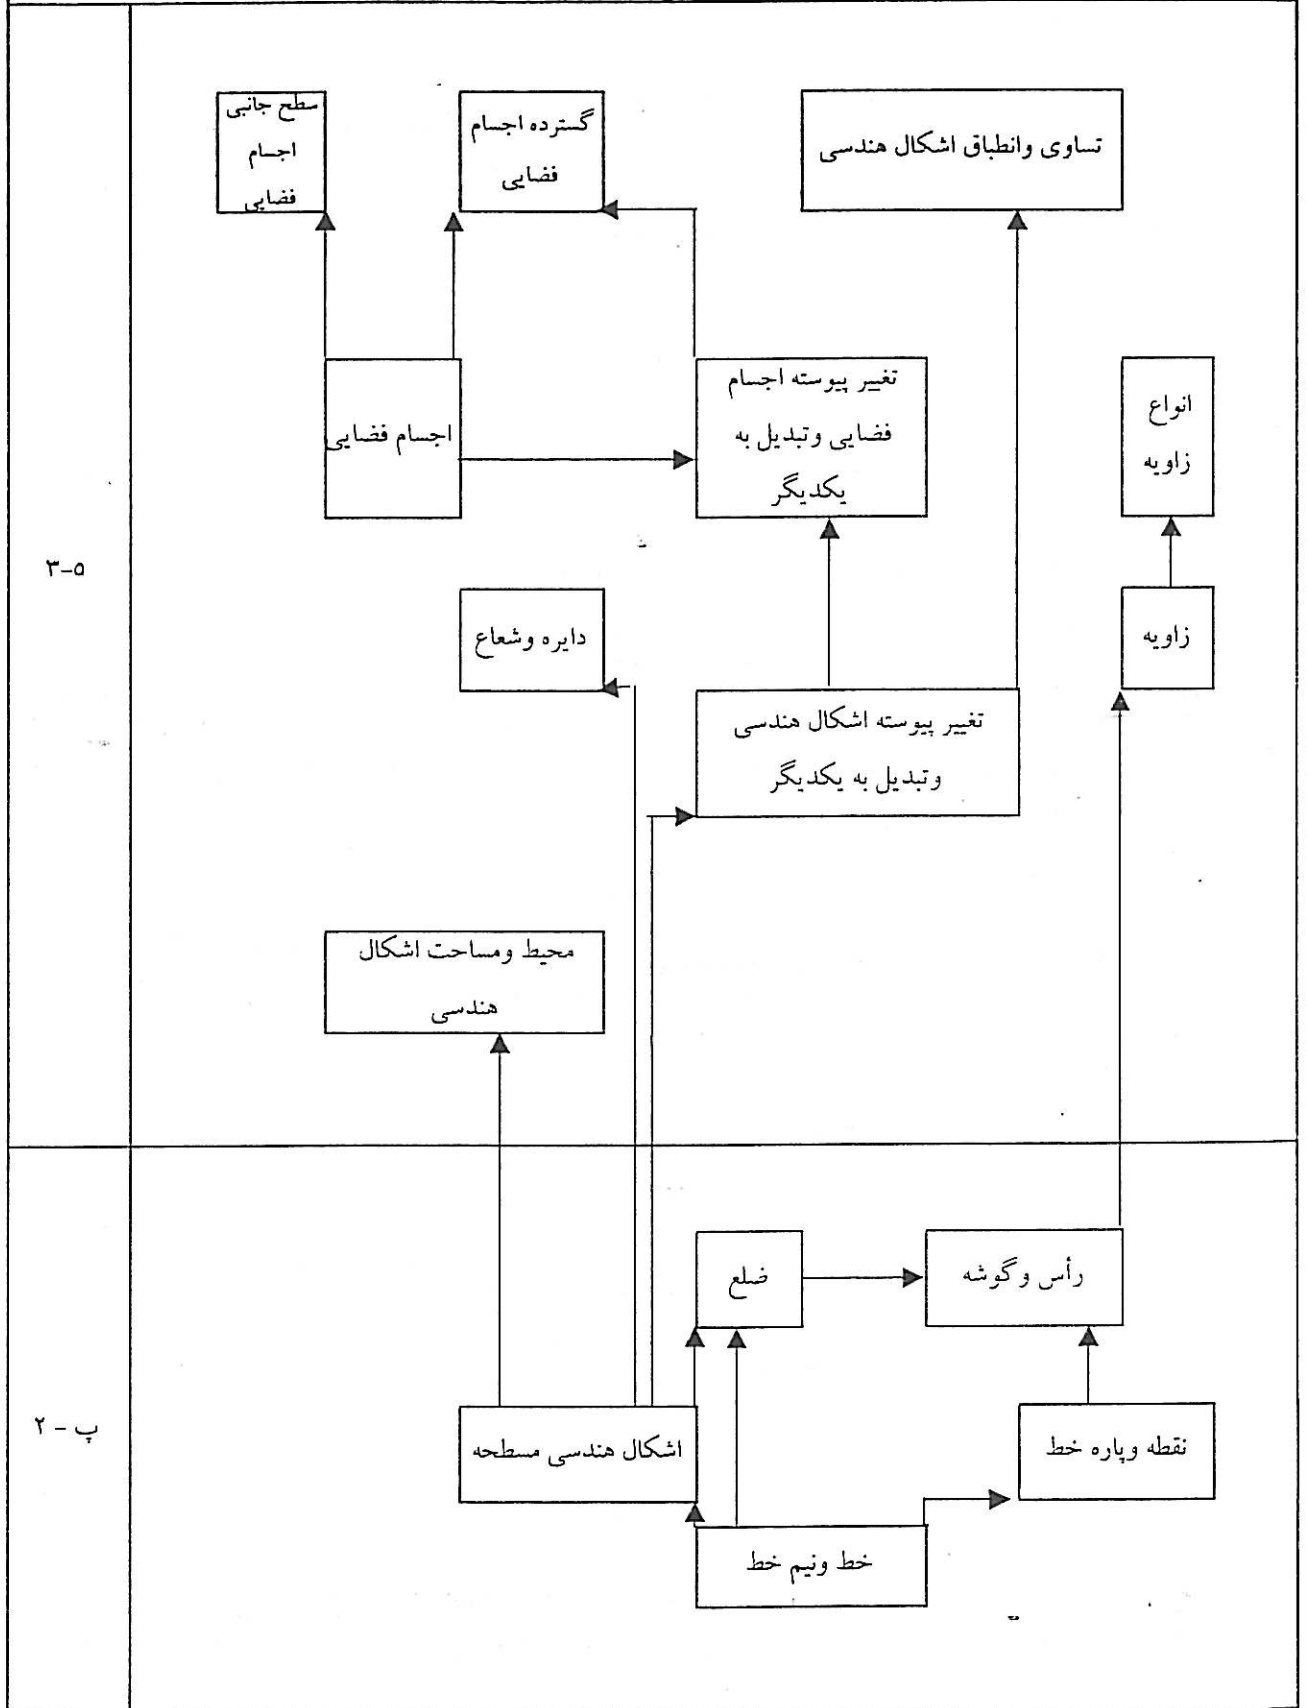 سطح جانبی
اجسام
فضایی
گسترده اجسام
فضایی
تساوی وانطباق اشکال هندسی
اجسام فضایی
تغییر پیوسته اجسام
فضایی وتبدیل به
یکدیگر
انواع
زاویه
۳-۵
دایره وشعاع
زاویه
تغییر پیوسته اشکال هندسی
وتبدیل به یکدیگر
محیط ومساحت اشکال
هندسی
ضلع
رأس و گوشه
پ - ۲
اشکال هندسی مسطحه
نقطه وپاره خط
خط ونیم خط